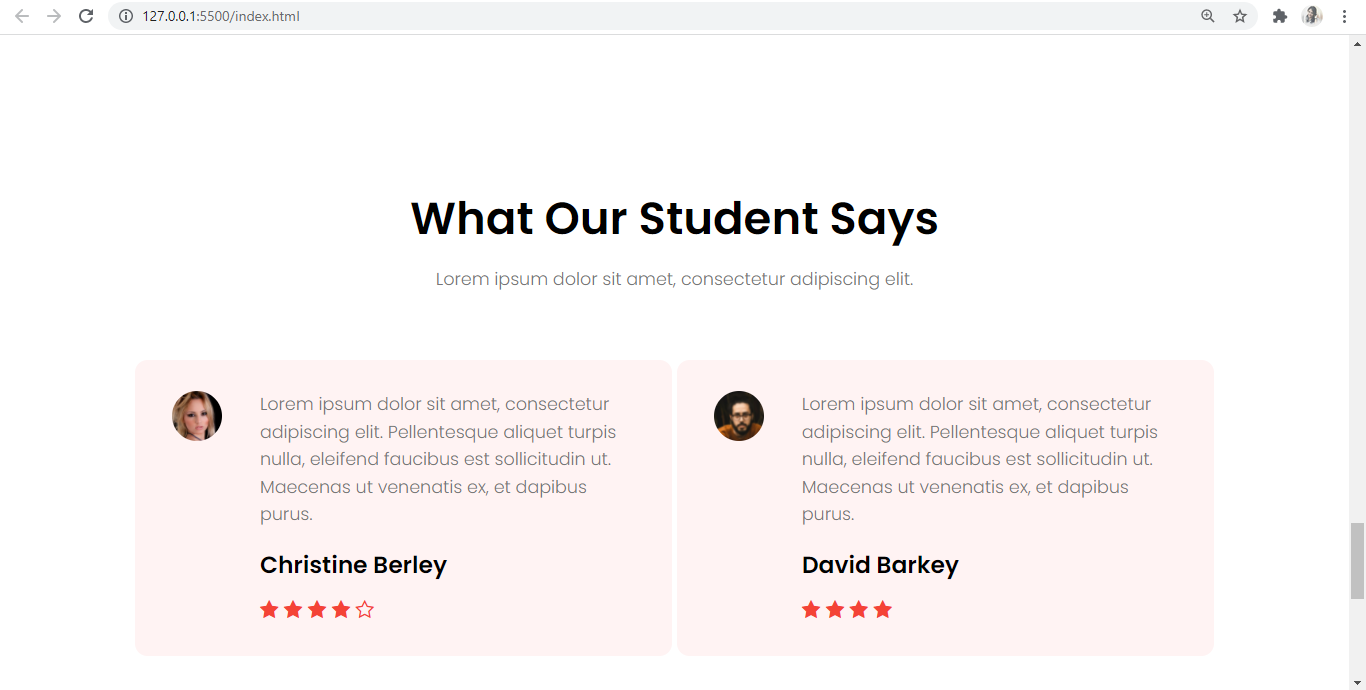 127.0.0.1:5500/index.html
What Our Student Says
Lorem ipsum dolor sit amet, consectetur adipiscing elit.
Lorem ipsum dolor sit amet, consectetur
adipiscing elit. Pellentesque aliquet turpis
nulla, eleifend faucibus est sollicitudin ut.
Maecenas ut venenatis ex, et dapibus
purus.
Christine Berley
Lorem ipsum dolor sit amet, consectetur
adipiscing elit. Pellentesque aliquet turpis
nulla, eleifend faucibus est sollicitudin ut.
Maecenas ut venenatis ex, et dapibus
purus.
David Barkey